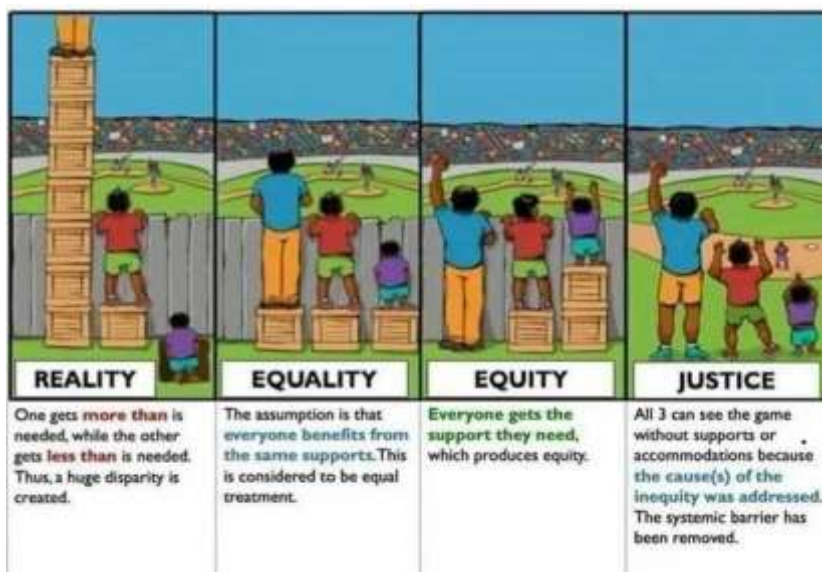 REALITY
One gets more than is
needed, while the other
gets less than is needed.
Thus, a huge disparity is
created.
EQUALITY
The assumption is that
everyone benefits from
the same supports. This
is considered to be equal
treatment.
EQUITY
Everyone gets the
support they need,
which produces equity.
JUSTICE
All 3 can see the game
without supports or
accommodations because
the cause(s) of the
inequity was addressed.
The systemic barrier has
been removed.